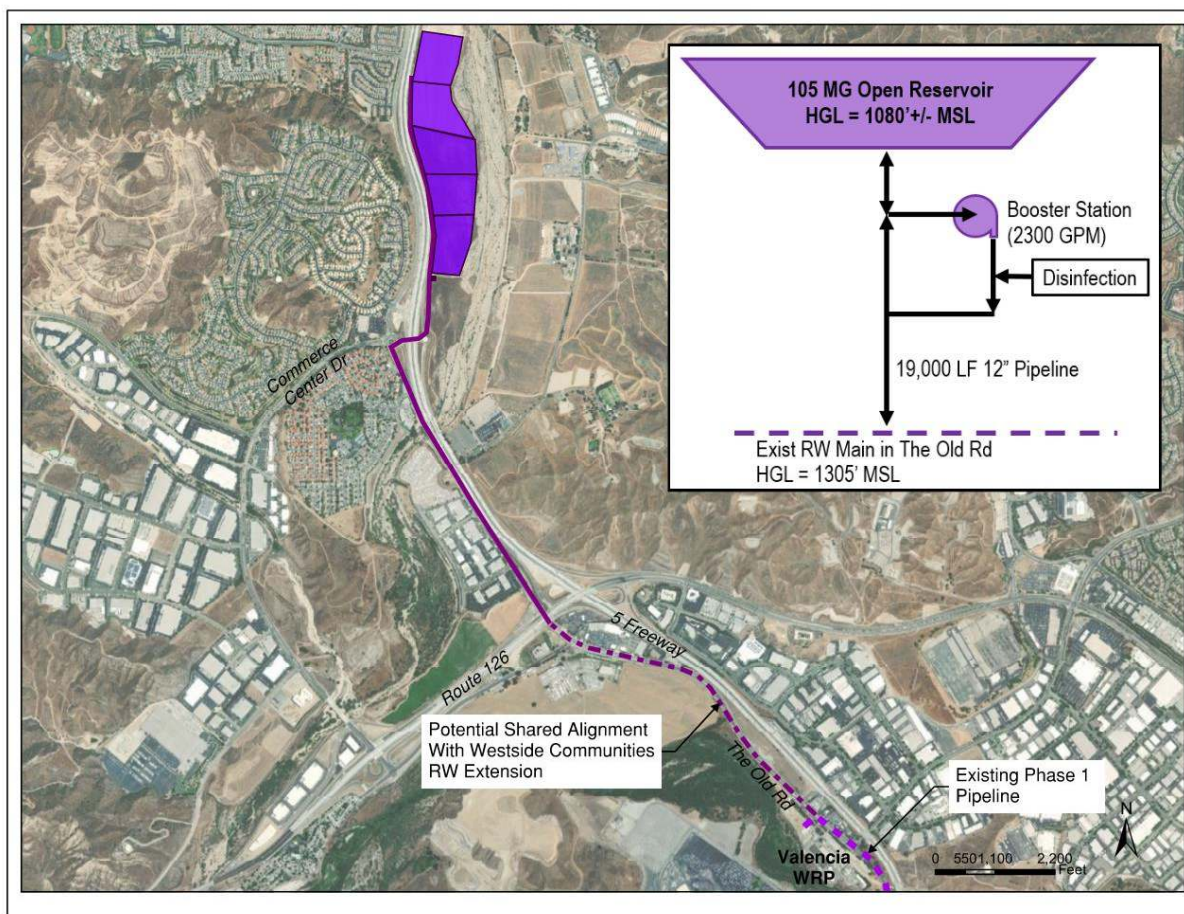 105 MG Open Reservoir
HGL = 1080'+/- MSL
Booster Station
(2300 GPM)
Disinfection
19,000 LF 12" Pipeline
Exist RW Main in The Old Rd
HGL = 1305' MSL
Commerce
Center Dr
5 Freeway
Route 126
Potential Shared Alignment
With Westside Communities
RW Extension
The Old Rd
Existing Phase 1
Pipeline
Valencia
WRP
N
0 5501,100 2,200
Feet